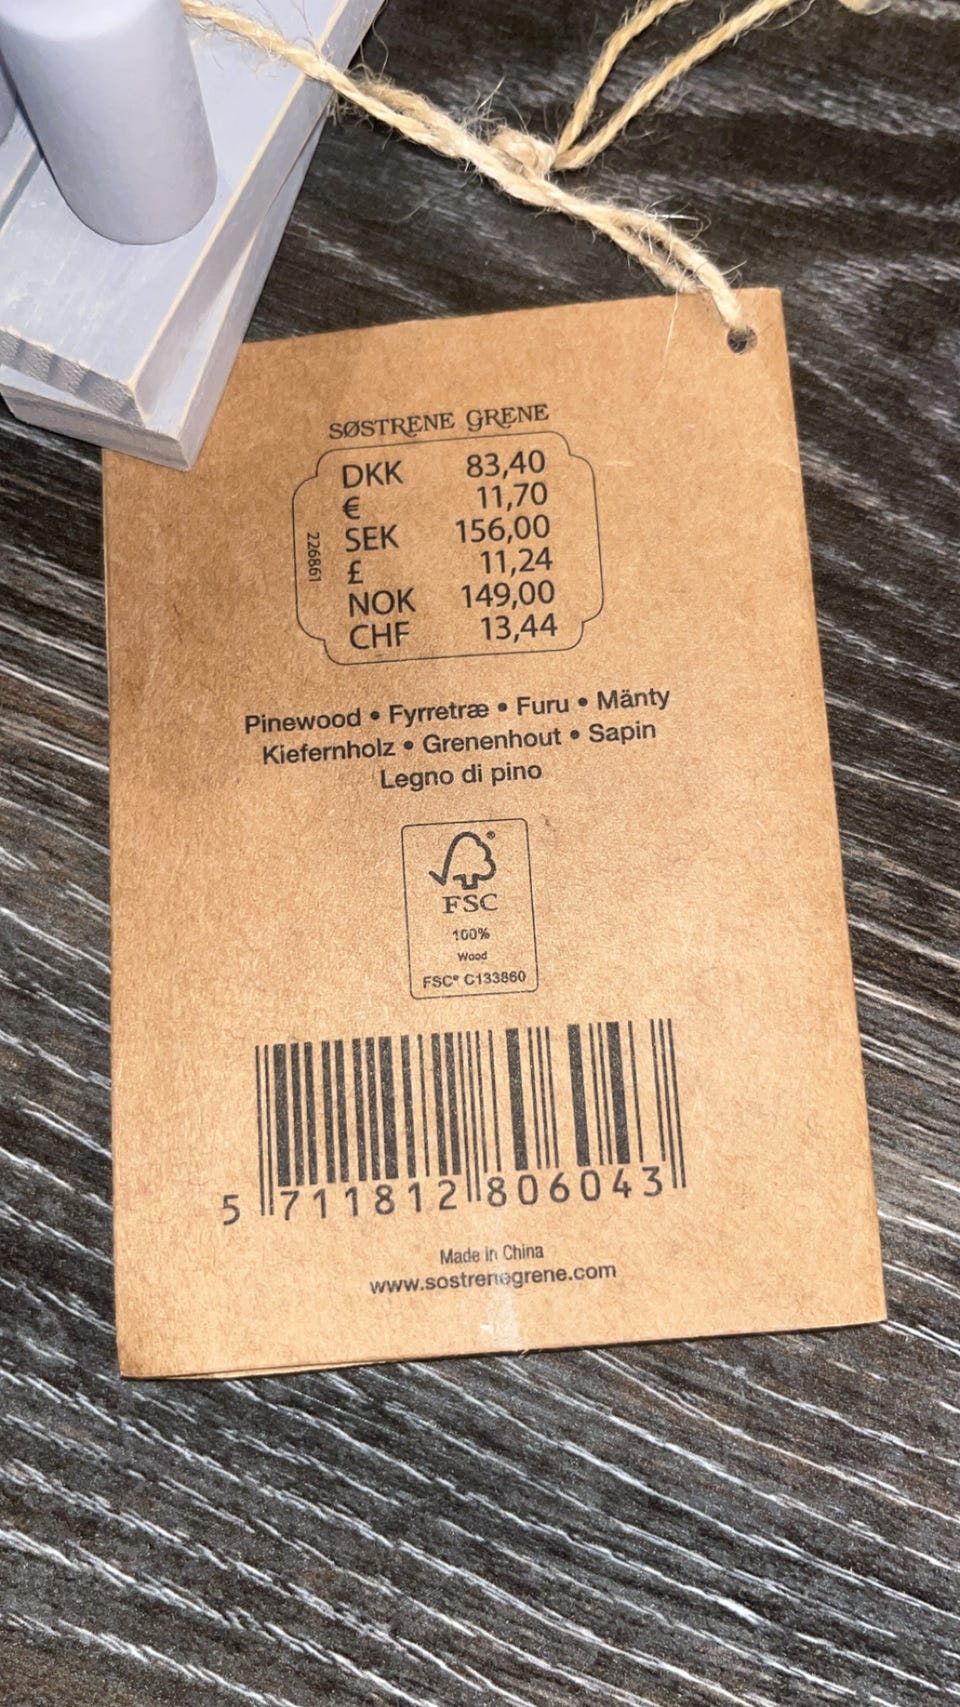 SØSTRENE GRENE
DKK 83,40
€ 11,70
SEK 156,00
£ 11,24
NOK 149,00
CHF 13,44
226861
Pinewood • Fyrretræ • Furu • Mänty
Kiefernholz • Grenenhout • Sapin
Legno di pino
FSC
100%
Wood
FSC® C133860
5 711812 806043
Made in China
www.sostrenegrene.com